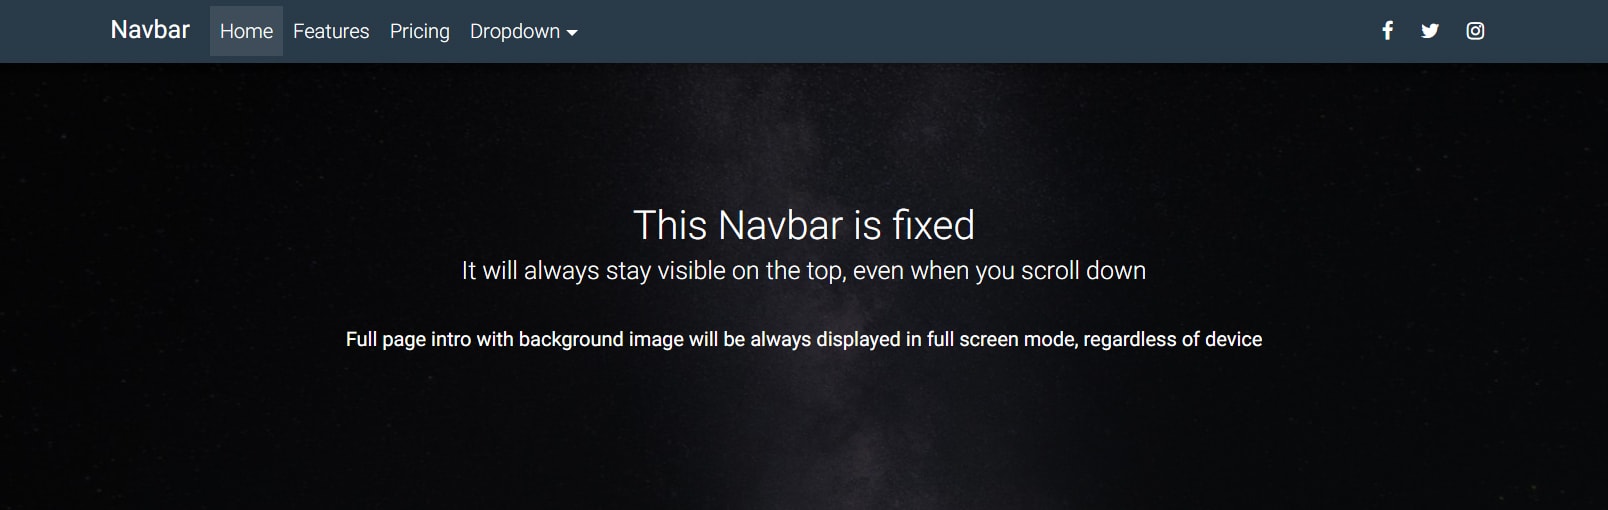 Navbar Home Features Pricing Dropdown
This Navbar is fixed
It will always stay visible on the top, even when you scroll down
Full page intro with background image will be always displayed in full screen mode, regardless of device